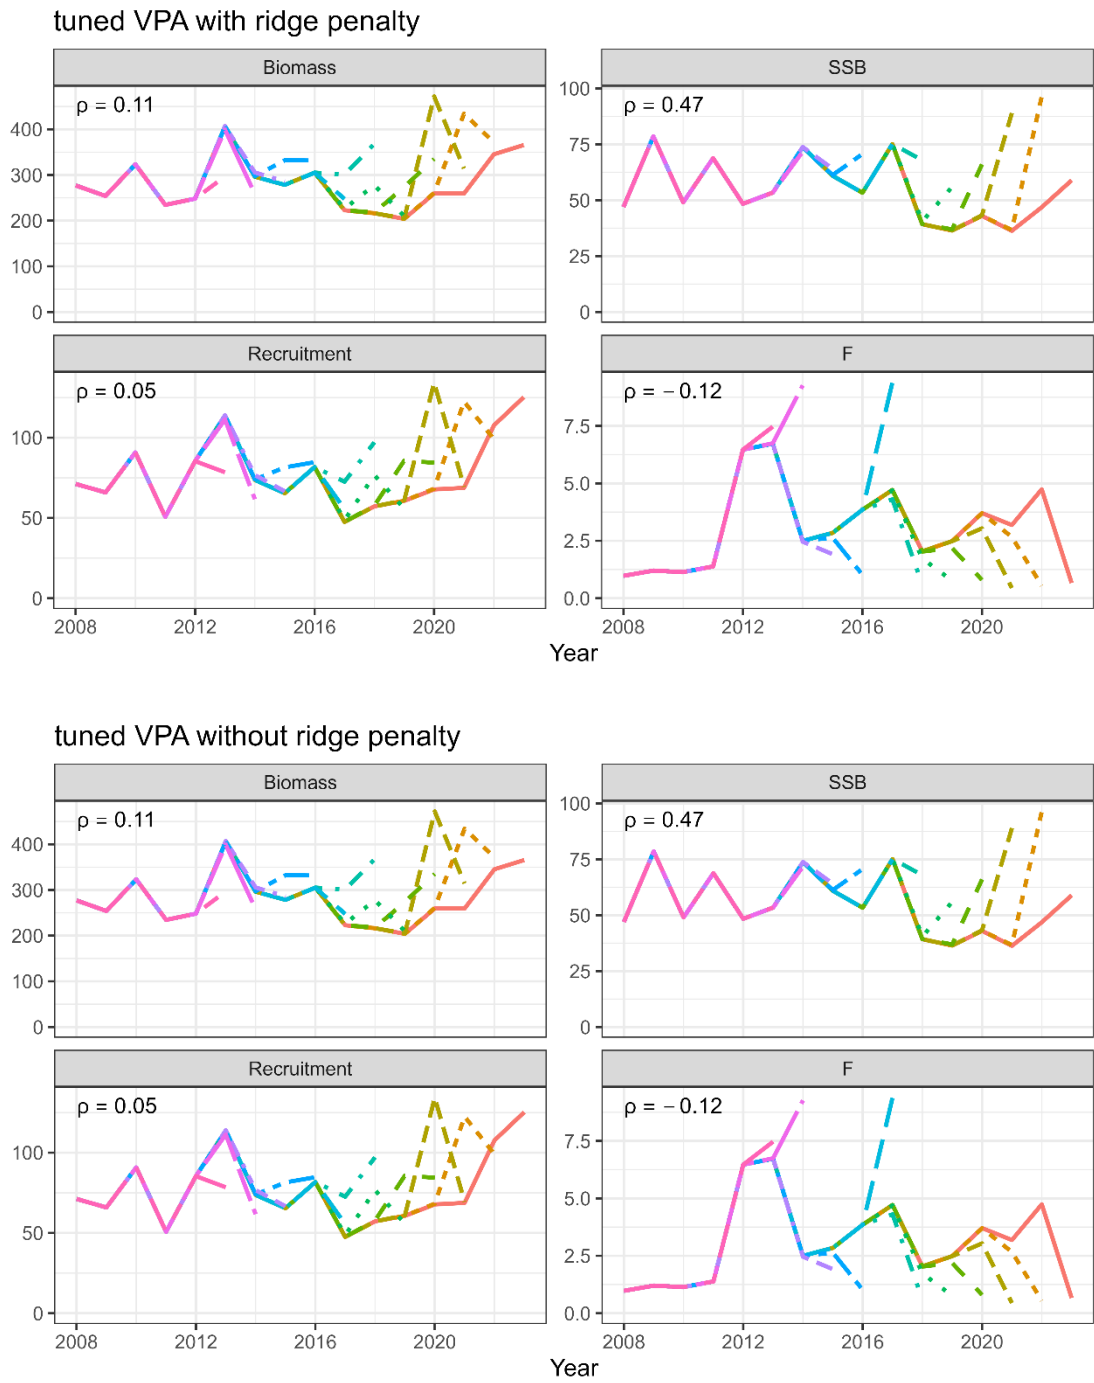 tuned VPA with ridge penalty
Biomass
SSB
ρ = 0.11
ρ = 0.47
400
300
200
100
0
100
75
50
25
0
Recruitment
F
ρ = 0.05
ρ = −0.12
100
50
0
7.5
5.0
2.5
0.0
2008 2012 2016 2020
2008 2012 2016 2020
Year
tuned VPA without ridge penalty
Biomass
SSB
ρ = 0.11
ρ = 0.47
400
300
200
100
0
100
75
50
25
0
Recruitment
F
ρ = 0.05
ρ = −0.12
100
50
0
7.5
5.0
2.5
0.0
2008 2012 2016 2020
2008 2012 2016 2020
Year